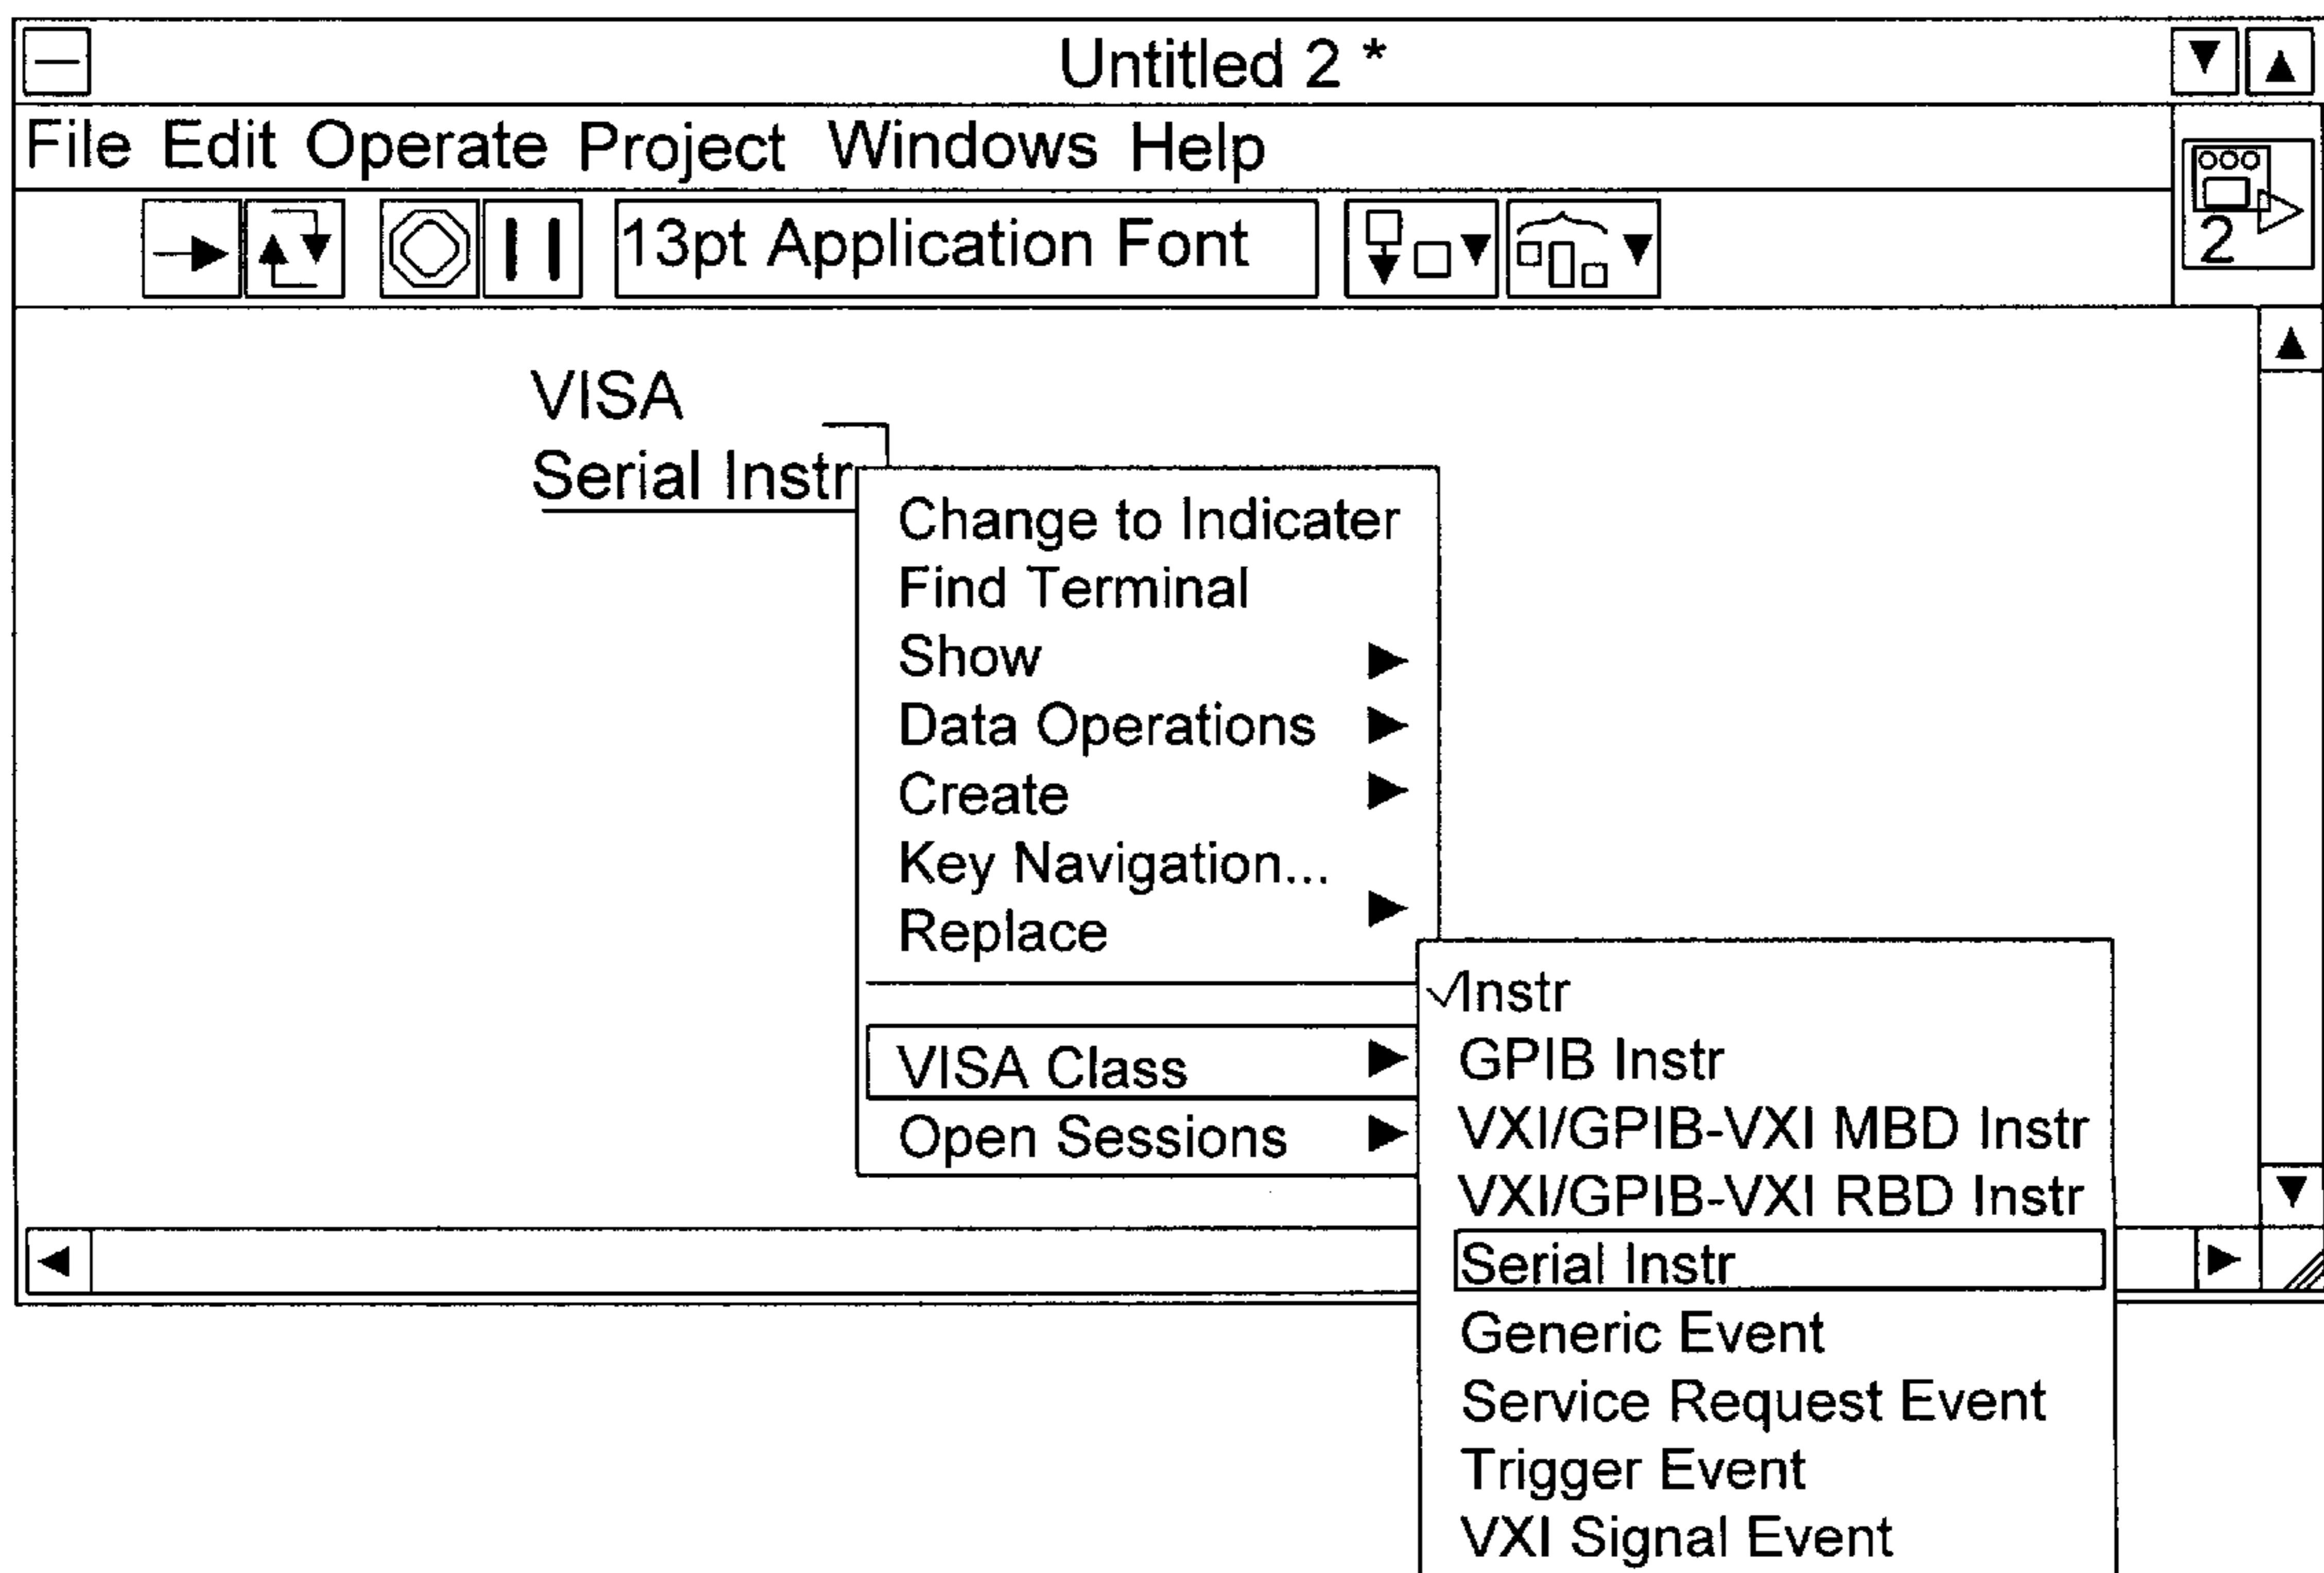 Untitled 2 *
File Edit Operate Project Windows Help
13pt Application Font
2
VISA
Serial Instr
Change to Indicater
Find Terminal
Show
Data Operations
Create
Key Navigation...
Replace
VISA Class
Open Sessions
Instr
GPIB Instr
VXI/GPIB-VXI MBD Instr
VXI/GPIB-VXI RBD Instr
Serial Instr
Generic Event
Service Request Event
Trigger Event
VXI Signal Event